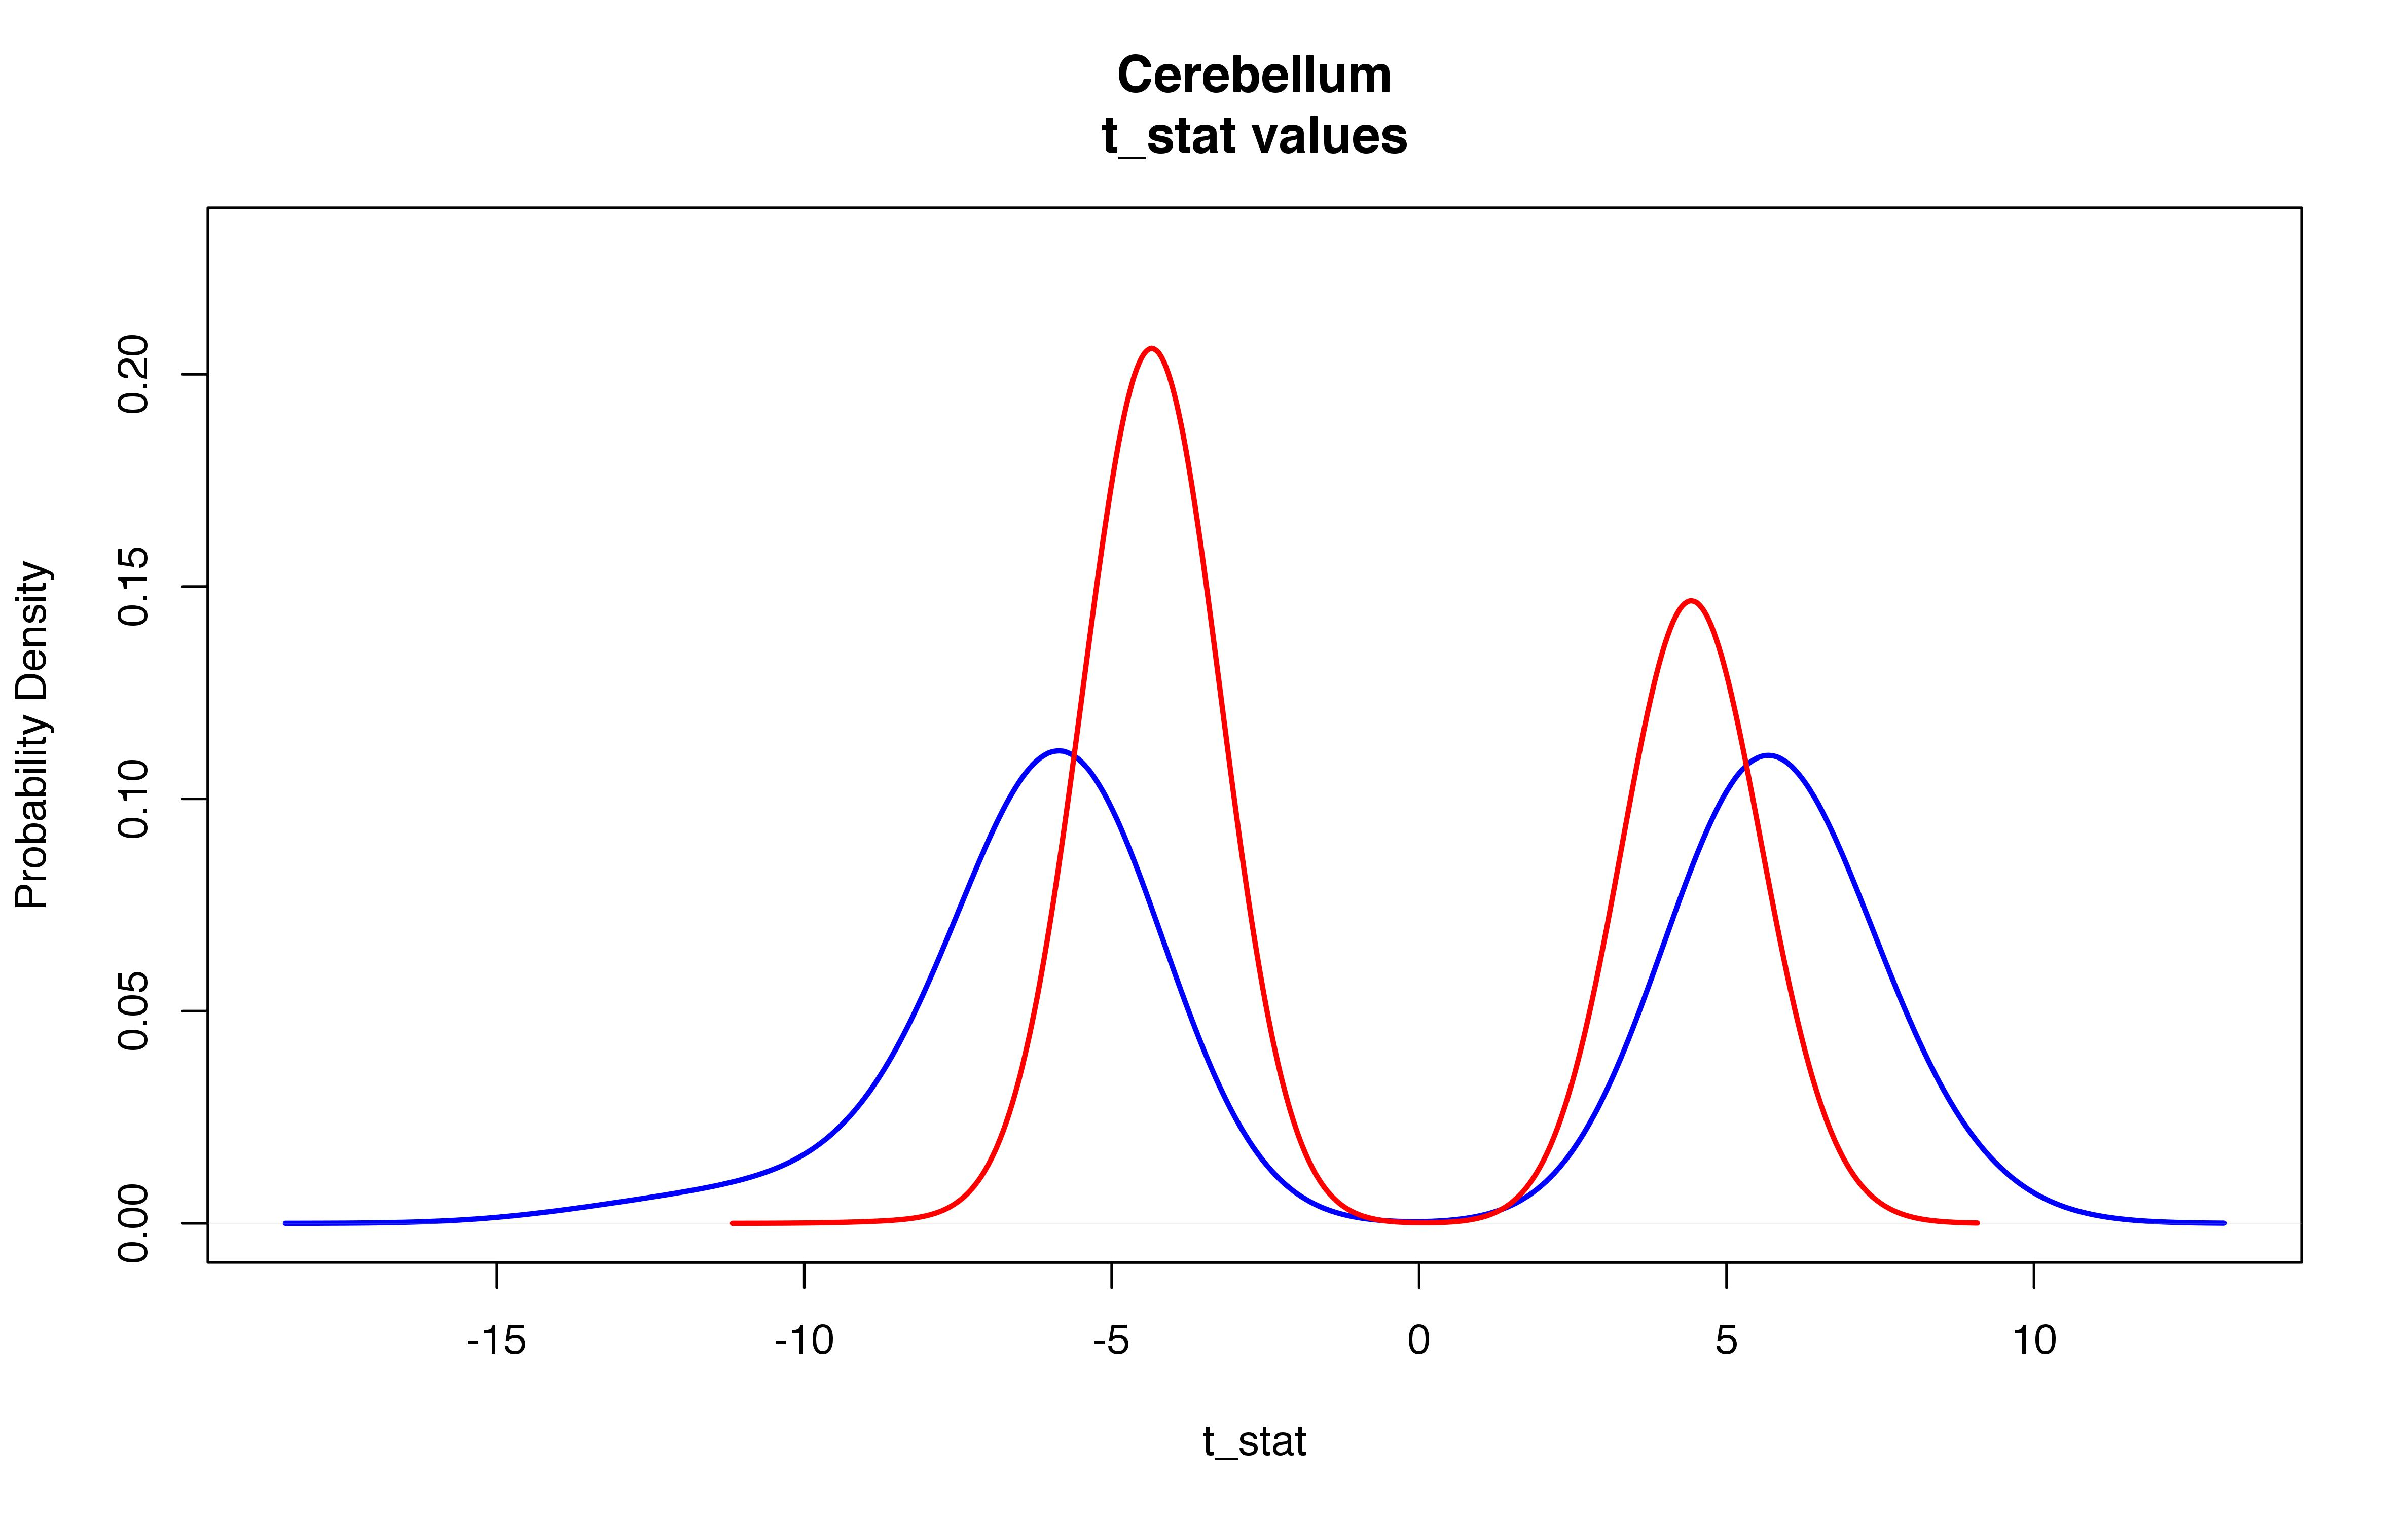 Cerebellum
t_stat values
Probability Density
0.20
0.15
0.10
0.05
0.00
-15 -10 -5 0 5 10
t_stat